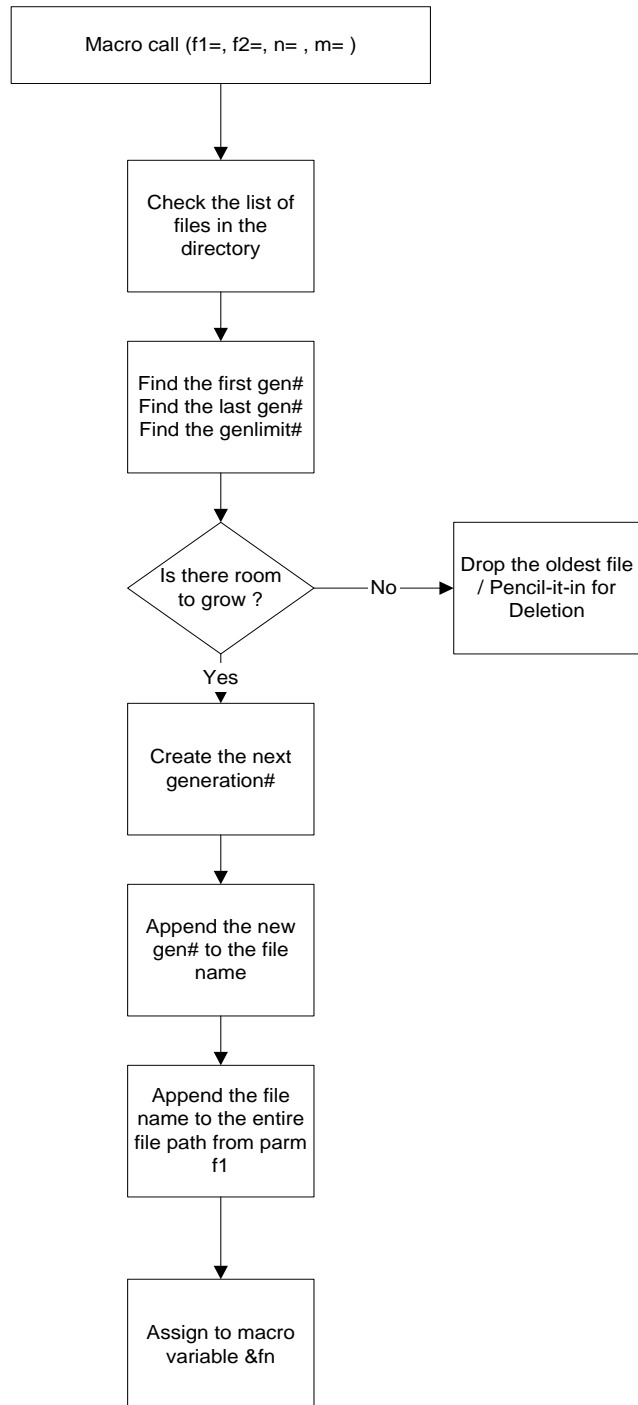 Macro call (f1=, f2=, n= , m= )
Check the list of
files in the
directory
Find the first gen#
Find the last gen#
Find the genlimit#
Is there room
to grow ?
No
Drop the oldest file
/ Pencil-it-in for
Deletion
Yes
Create the next
generation#
Append the new
gen# to the file
name
Append the file
name to the entire
file path from parm
f1
Assign to macro
variable &fn